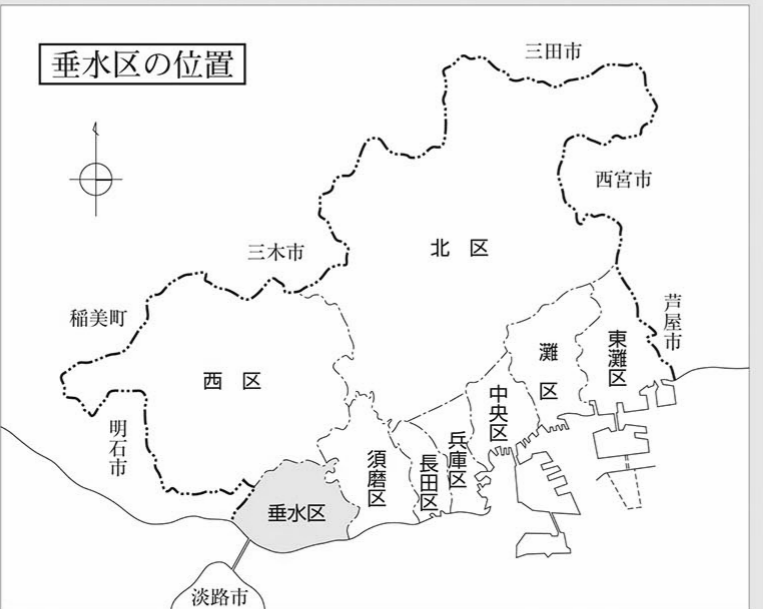 垂水区の位置
三田市
西宮市
北 区
三木市
稲美町
芦屋市
東灘区
灘 区
西 区
中央区
明石市
兵庫区
長田区
須磨区
垂水区
淡路市